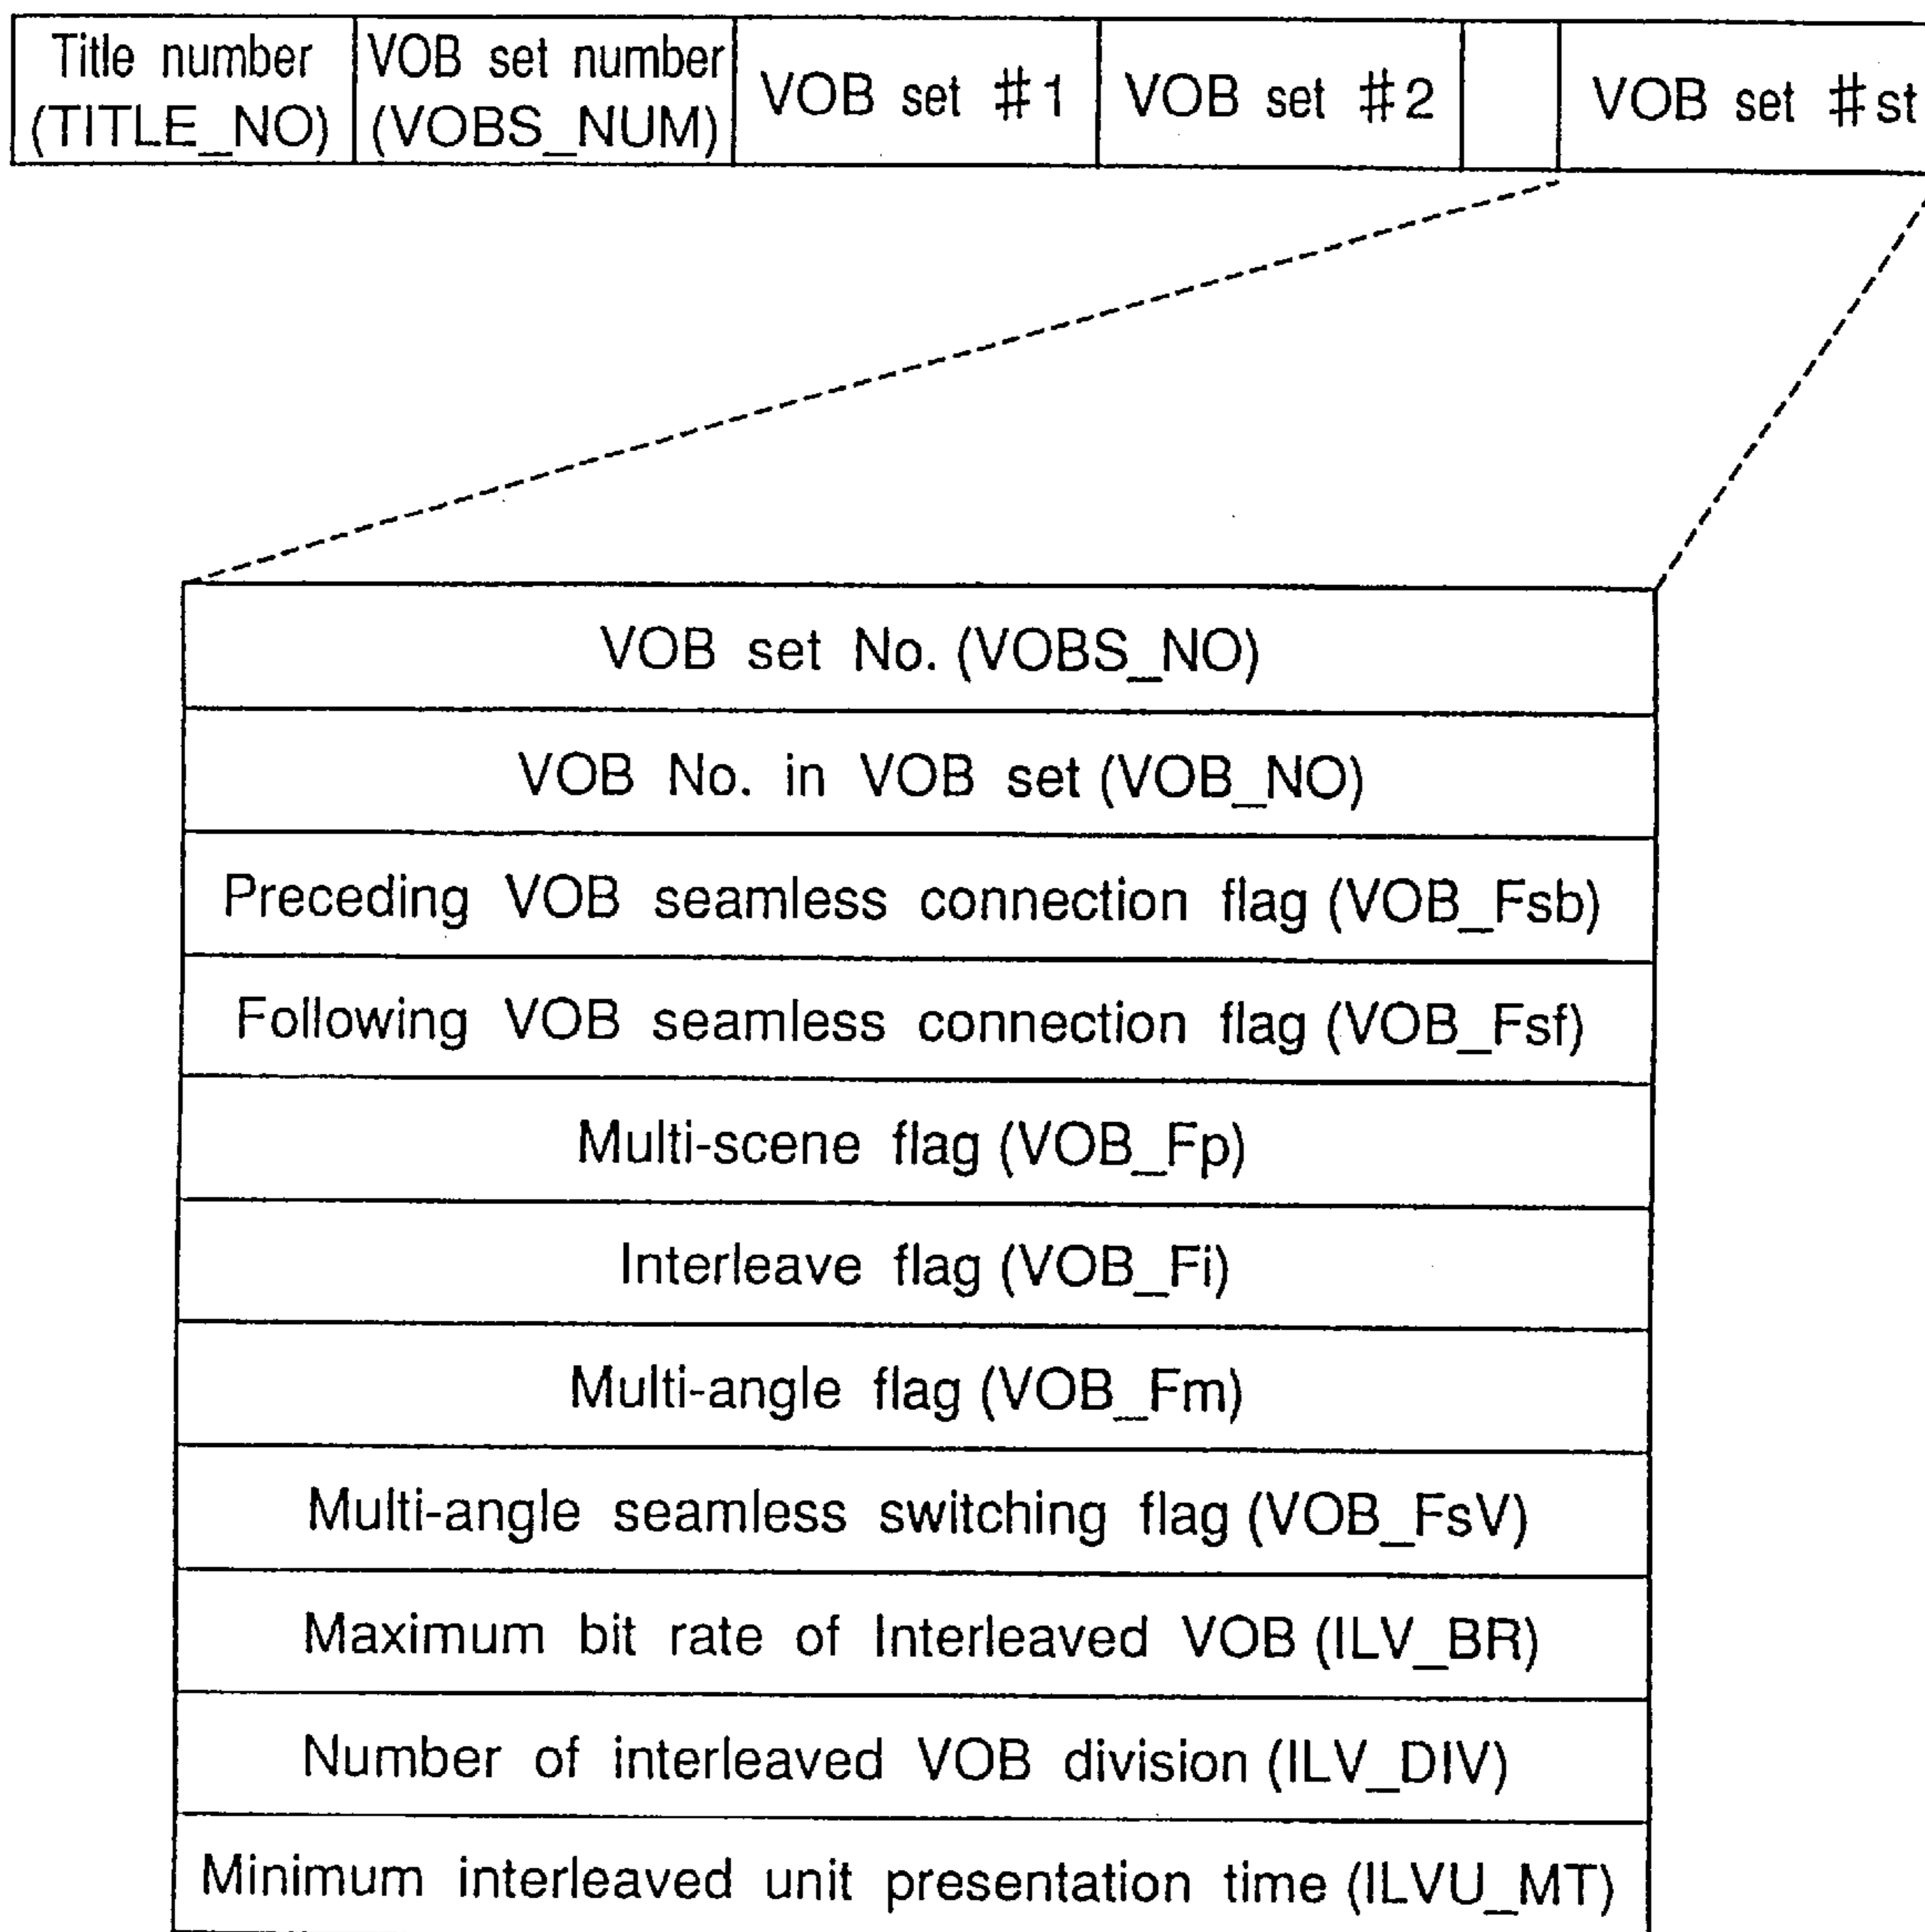 Title number
(TITLE_NO)
VOB set number
(VOBS_NUM)
VOB set #1
VOB set #2
VOB set #st
VOB set No. (VOBS_NO)
VOB No. in VOB set (VOB_NO)
Preceding VOB seamless connection flag (VOB_Fsb)
Following VOB seamless connection flag (VOB_Fsf)
Multi-scene flag (VOB_Fp)
Interleave flag (VOB_Fi)
Multi-angle flag (VOB_Fm)
Multi-angle seamless switching flag (VOB_FsV)
Maximum bit rate of Interleaved VOB (ILV_BR)
Number of interleaved VOB division (ILV_DIV)
Minimum interleaved unit presentation time (ILVU_MT)